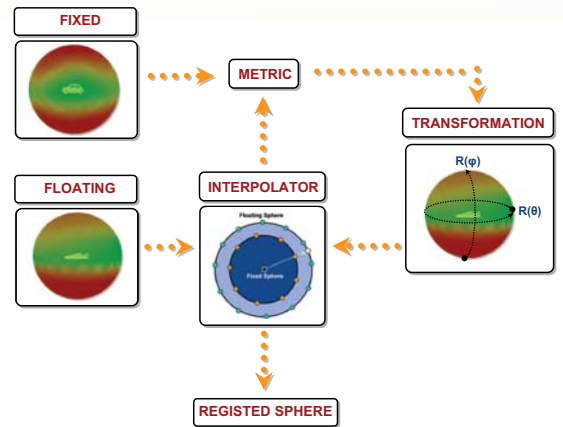 FIXED
METRIC
TRANSFORMATION
R(φ)
R(θ)
FLOATING
INTERPOLATOR
Floating Sphere
Fixed Sphere
REGISTED SPHERE